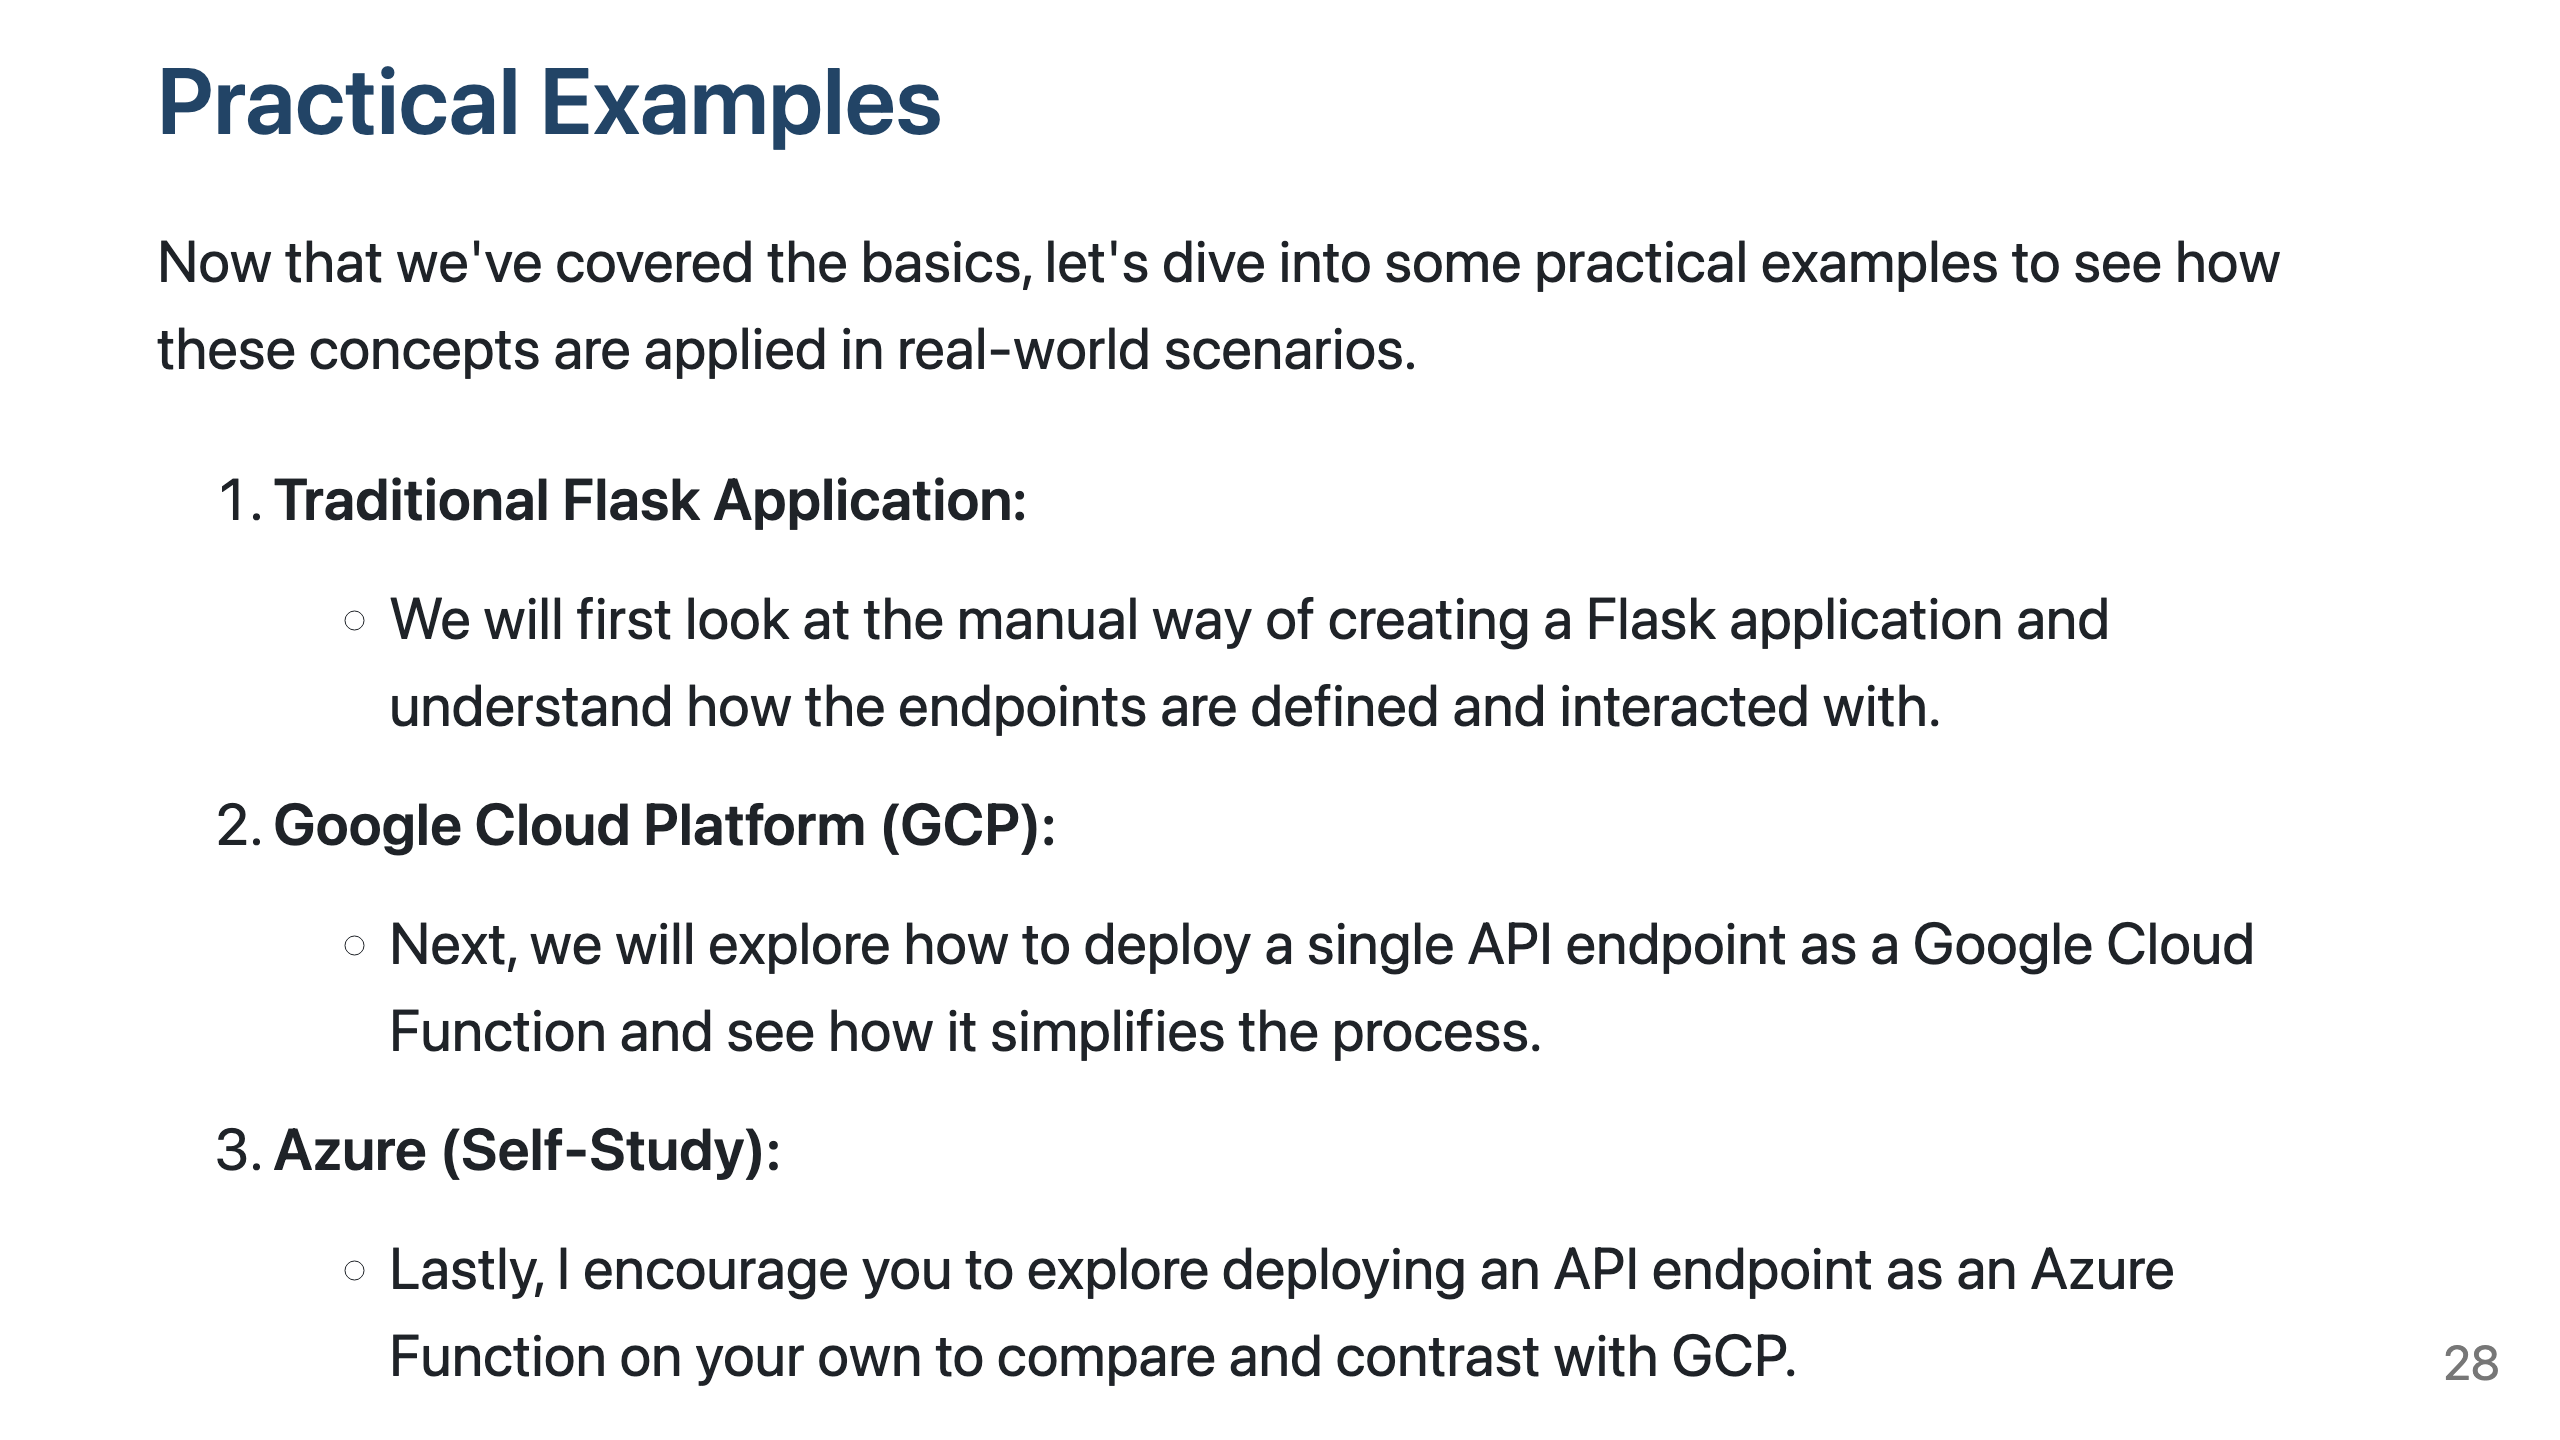 Practical Examples
Now that we've covered the basics, let's dive into some practical examples to see how
these concepts are applied in real-world scenarios.
1. Traditional Flask Application:
○ We will first look at the manual way of creating a Flask application and
understand how the endpoints are defined and interacted with.
2. Google Cloud Platform (GCP):
○ Next, we will explore how to deploy a single API endpoint as a Google Cloud
Function and see how it simplifies the process.
3. Azure (Self-Study):
○ Lastly, I encourage you to explore deploying an API endpoint as an Azure
Function on your own to compare and contrast with GCP.
28